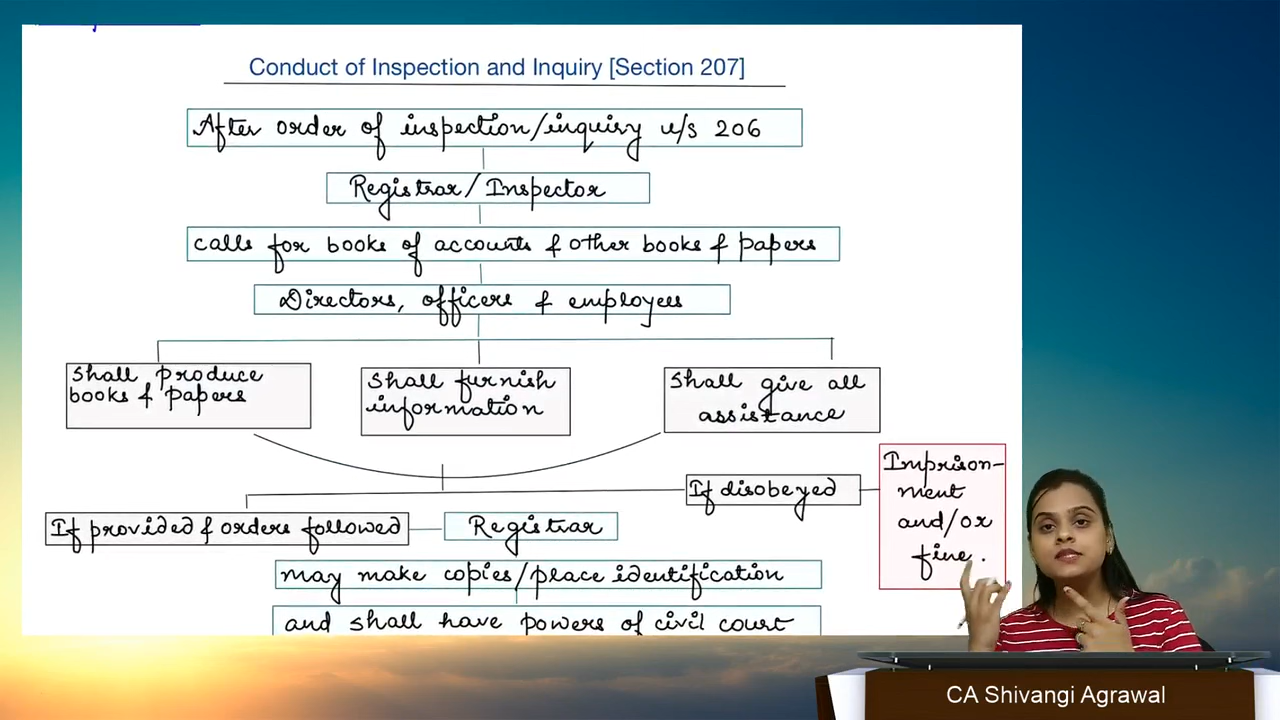 Conduct of Inspection and Inquiry [Section 207]
After order of inspection/inquiry u/s 206
Registrar/Inspector
calls for books of accounts & other books & papers
Directors, officers & employees
Shall produce
books & papers
Shall furnish
information
Shall give all
assistance
If disobeyed
Imprison-
ment
and/or
fine.
If provided & orders followed
Registrar
may make copies/place identification
and shall have powers of civil court
CA Shivangi Agrawal